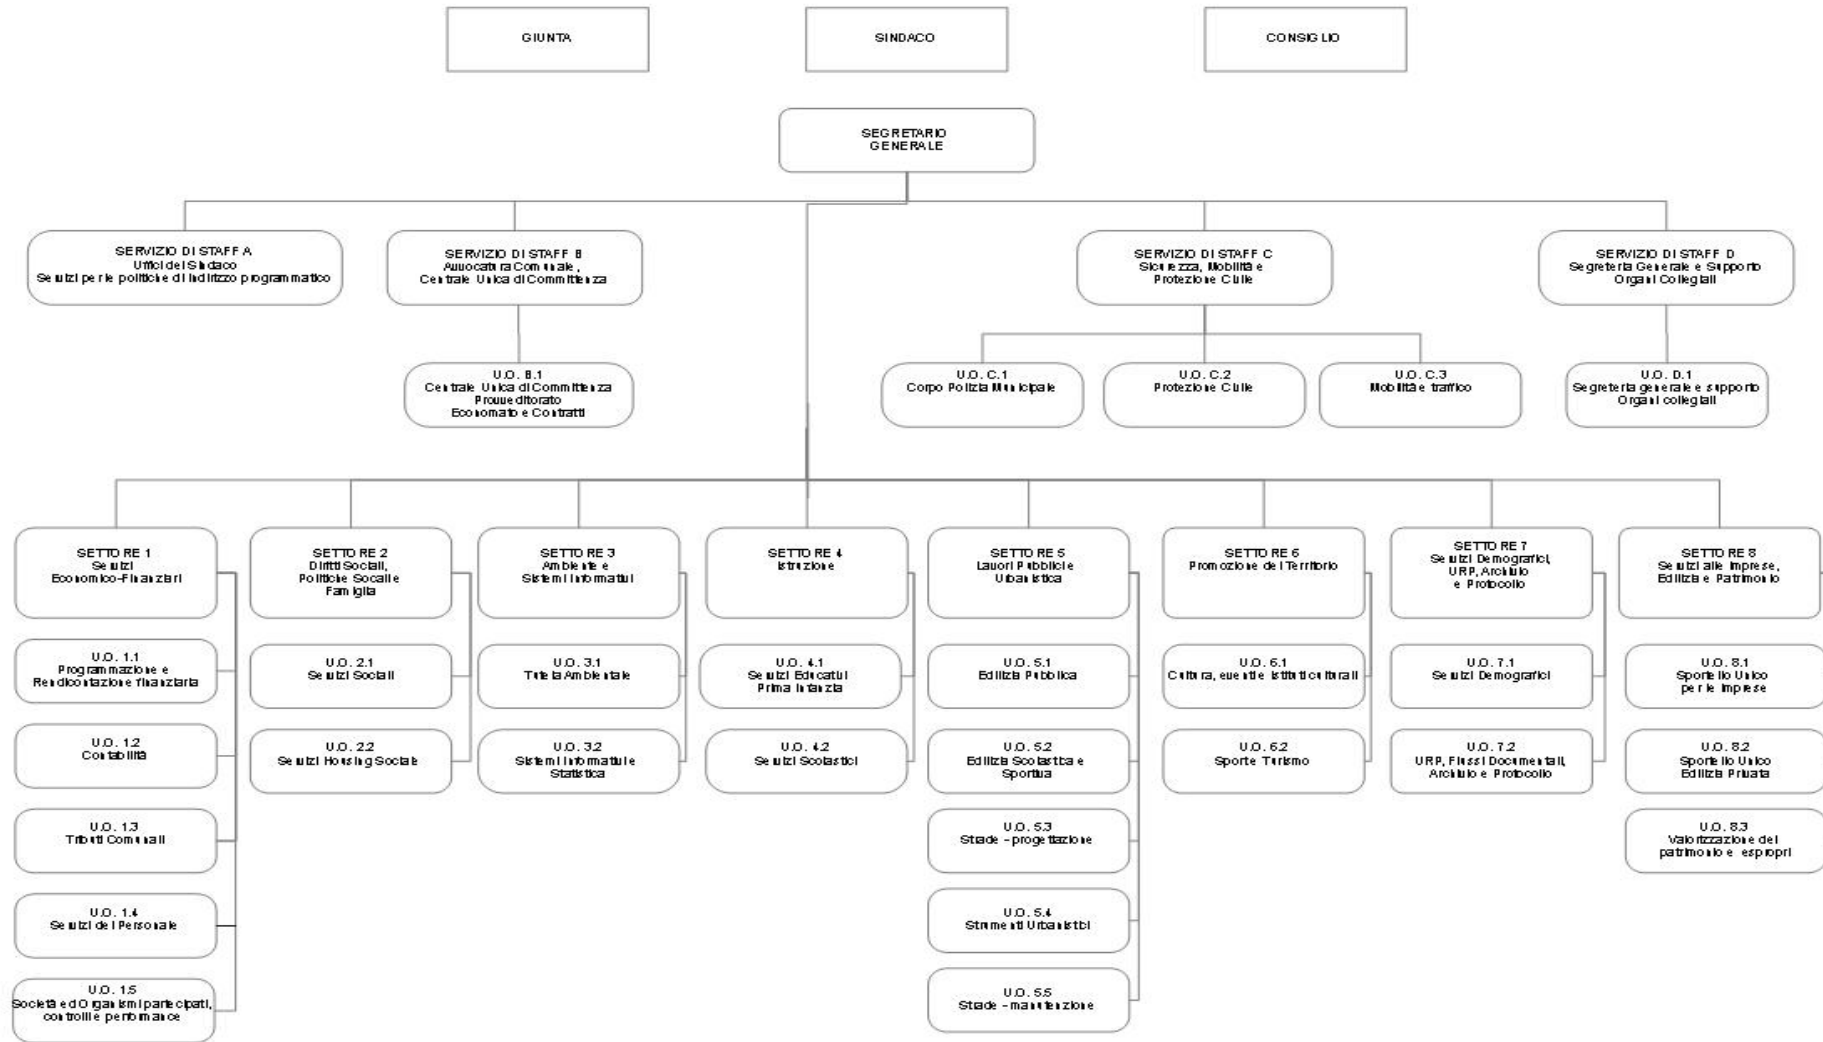 GIUNTA
SINDACO
CONSIGLIO
SEGRETARIO
GENERALE
SERVIZIO DI STAFF A
Uffici del Sindaco
Servizi per le politiche di indirizzo programmatico
SERVIZIO DI STAFF B
Avvocatura Comunale,
Centrale Unica di Committenza
SERVIZIO DI STAFF C
Sicurezza, Mobilità e
Protezione Civile
SERVIZIO DI STAFF D
Segreteria Generale e Supporto
Organi Collegiali
U.O. B.1
Centrale Unica di Committenza
Provveditorato
Economato e Contratti
U.O. C.1
Corpo Polizia Municipale
U.O. C.2
Protezione Civile
U.O. C.3
Mobilità e traffico
U.O. D.1
Segreteria generale e supporto
Organi collegiali
SETTORE 1
Servizi
Economico-Finanziari
SETTORE 2
Diritti Sociali,
Politiche Sociali e
Famiglia
SETTORE 3
Ambiente e
Sistemi Informativi
SETTORE 4
Istruzione
SETTORE 5
Lavori Pubblici e
Urbanistica
SETTORE 6
Promozione del Territorio
SETTORE 7
Servizi Demografici,
URP, Archivio
e Protocollo
SETTORE 8
Servizi alle Imprese,
Edilizia e Patrimonio
U.O. 1.1
Programmazione e
Rendicontazione finanziaria
U.O. 2.1
Servizi Sociali
U.O. 3.1
Tutela Ambientale
U.O. 4.1
Servizi Educativi
Prima Infanzia
U.O. 5.1
Edilizia Pubblica
U.O. 6.1
Cultura, eventi e istituti culturali
U.O. 7.1
Servizi Demografici
U.O. 8.1
Sportello Unico
per le Imprese
U.O. 1.2
Contabilità
U.O. 2.2
Servizi Housing Sociale
U.O. 3.2
Sistemi Informativi e
Statistica
U.O. 4.2
Servizi Scolastici
U.O. 5.2
Edilizia Scolastica e
Sportiva
U.O. 6.2
Sport e Turismo
U.O. 7.2
URP, Flussi Documentali,
Archivio e Protocollo
U.O. 8.2
Sportello Unico
Edilizia Privata
U.O. 1.3
Tributi Comunali
U.O. 5.3
Strade - progettazione
U.O. 8.3
Valorizzazione del
patrimonio e espropri
U.O. 1.4
Servizi del Personale
U.O. 5.4
Strumenti Urbanistici
U.O. 1.5
Società ed Organismi partecipati,
controlli e performance
U.O. 5.5
Strade - manutenzione